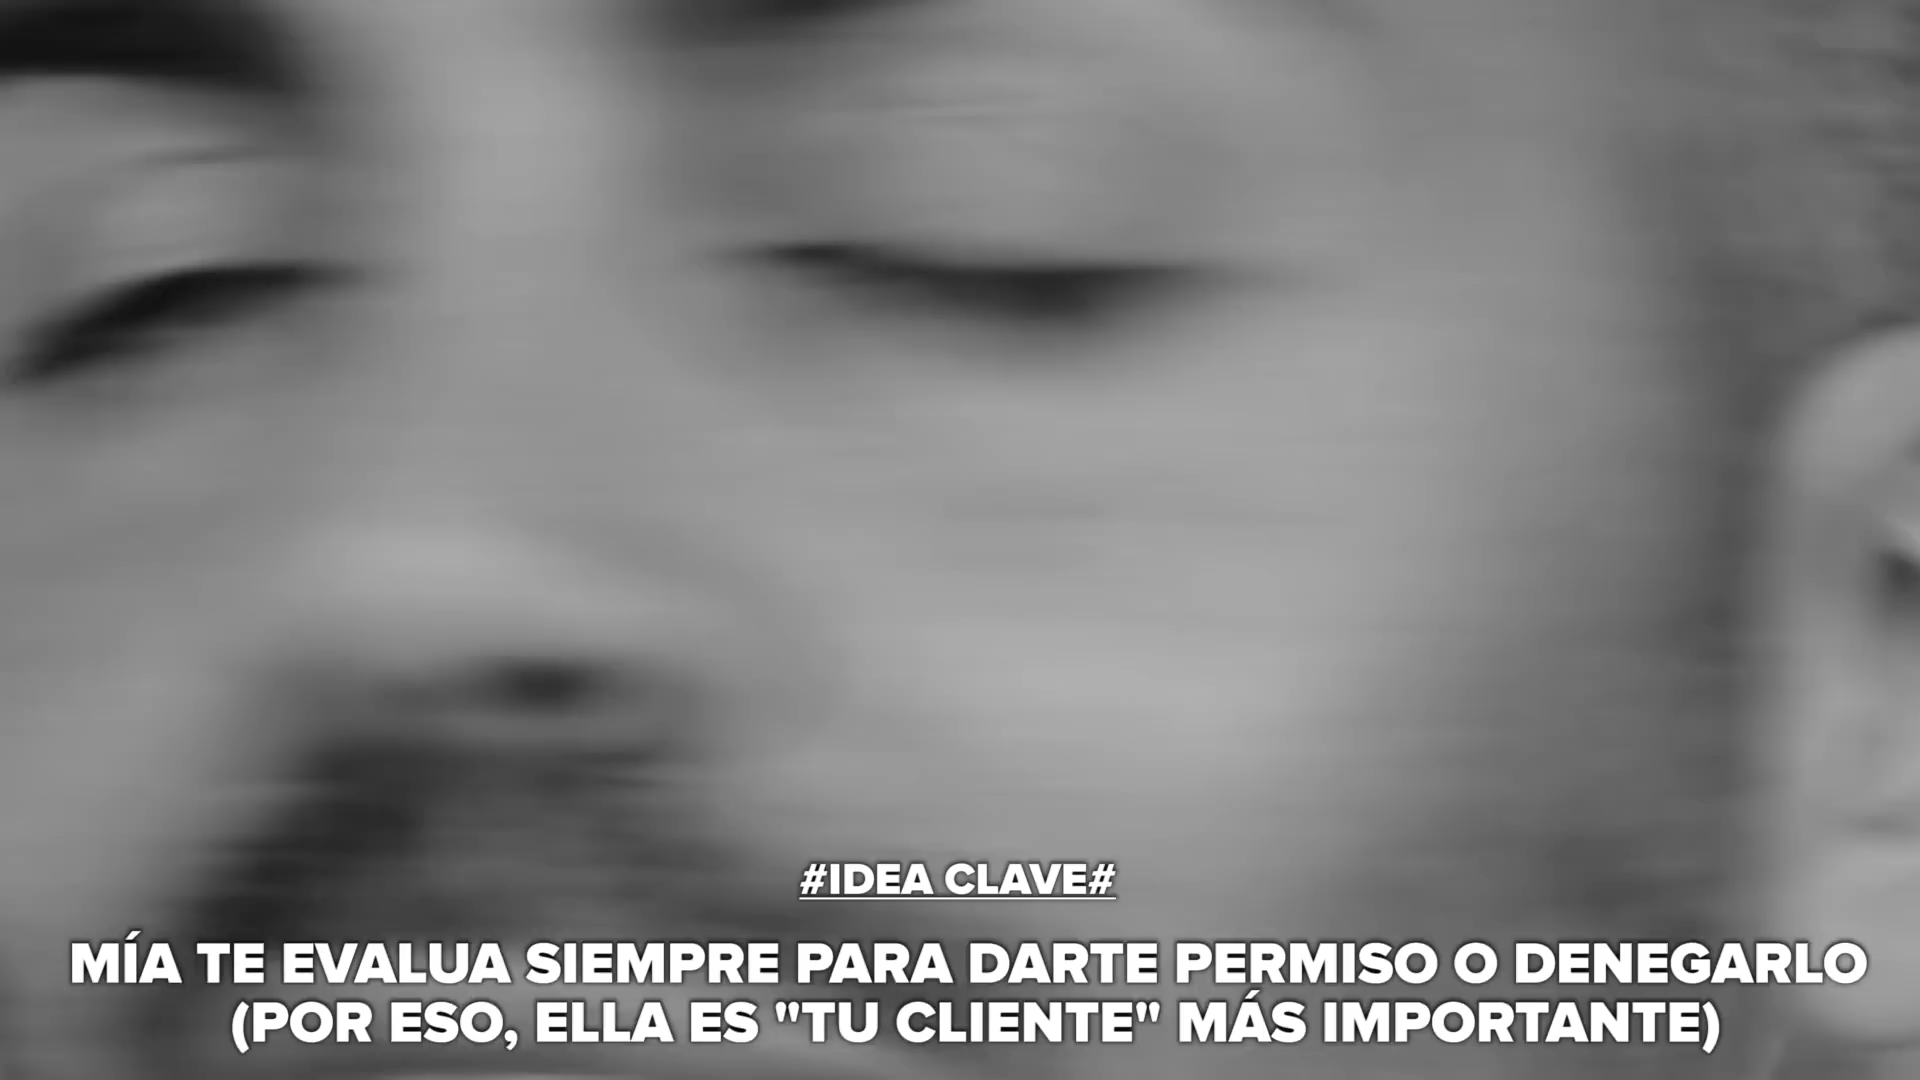 #IDEA CLAVE#
MÍA TE EVALUA SIEMPRE PARA DARTE PERMISO O DENEGARLO
(POR ESO, ELLA ES "TU CLIENTE" MÁS IMPORTANTE)